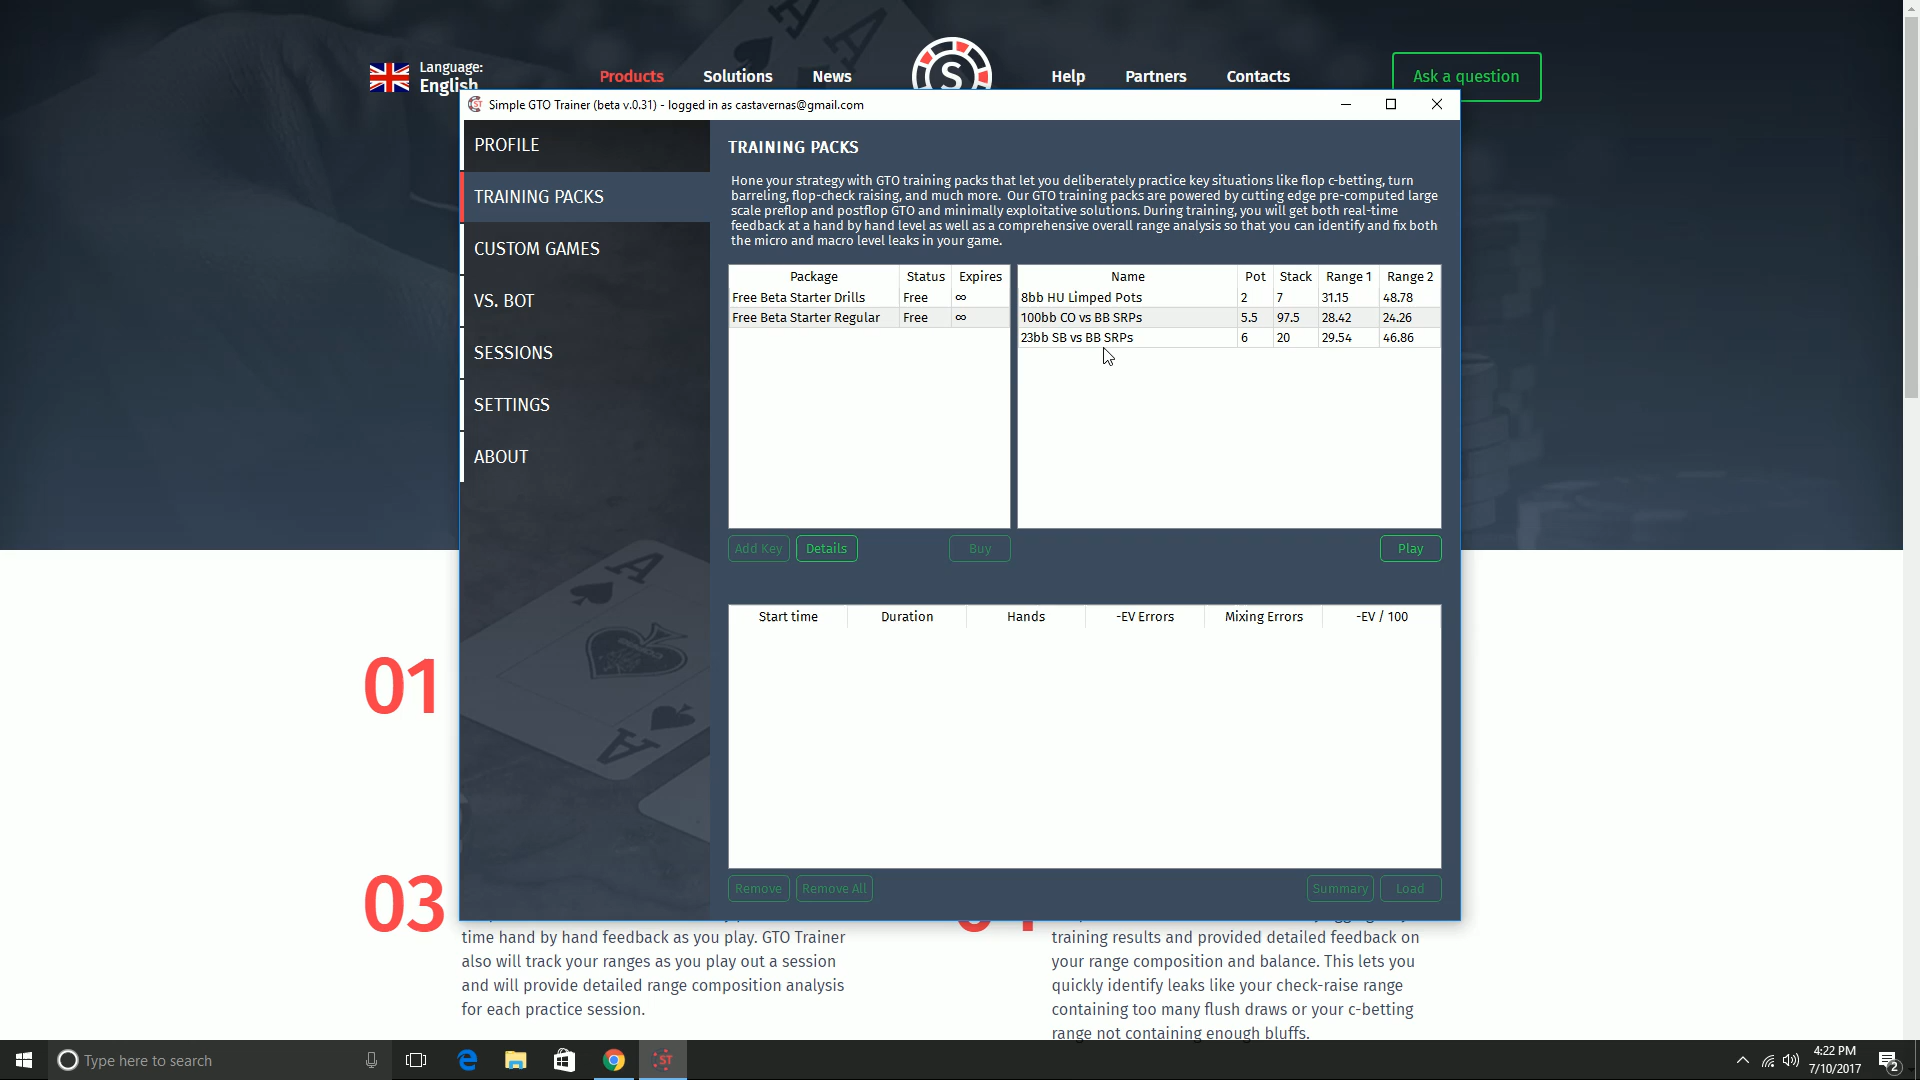 Language:
English
Products
Solutions
News
S
Help
Partners
Contacts
Ask a question
Simple GTO Trainer (beta v.0.31) - logged in as castavernas@gmail.com
PROFILE
TRAINING PACKS
CUSTOM GAMES
VS. BOT
SESSIONS
SETTINGS
ABOUT
TRAINING PACKS
Hone your strategy with GTO training packs that let you deliberately practice key situations like flop c-betting, turn
barreling, flop-check raising, and much more. Our GTO training packs are powered by cutting edge pre-computed large
scale preflop and postflop GTO and minimally exploitative solutions. During training, you will get both real-time
feedback at a hand by hand level as well as a comprehensive overall range analysis so that you can identify and fix both
the micro and macro level leaks in your game.
Package Status Expires
Free Beta Starter Drills Free ∞
Free Beta Starter Regular Free ∞
Name Pot Stack Range 1 Range 2
8bb HU Limped Pots 2 7 31.15 48.78
100bb CO vs BB SRPs 5.5 97.5 28.42 24.26
23bb SB vs BB SRPs 6 20 29.54 46.86
Add Key Details Buy Play
Start time Duration Hands -EV Errors Mixing Errors -EV / 100
Remove Remove All Summary Load
01
03
time hand by hand feedback as you play. GTO Trainer
also will track your ranges as you play out a session
and will provide detailed range composition analysis
for each practice session.
training results and provided detailed feedback on
your range composition and balance. This lets you
quickly identify leaks like your check-raise range
containing too many flush draws or your c-betting
range not containing enough bluffs.
Type here to search
ST
4:22 PM
7/10/2017
2